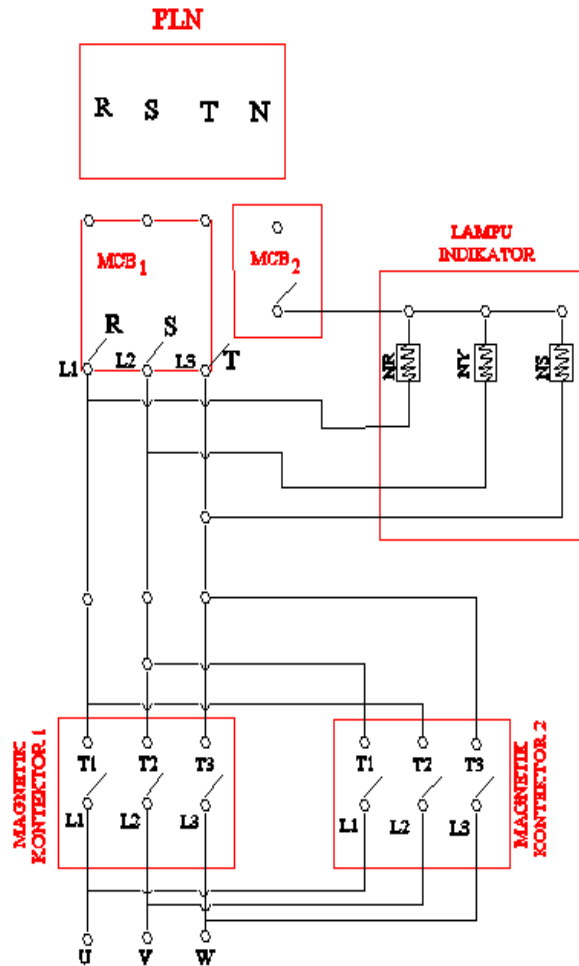 PLN
R S T N
MCB1
MCB2
LAMPU
INDIKATOR
R S T
L1 L2 L3
NR NY NS
MAGNETIK
KONTEKTOR 1
T1 T2 T3
L1 L2 L3
MAGNETIK
KONTEKTOR 2
T1 T2 T3
L1 L2 L3
U V W